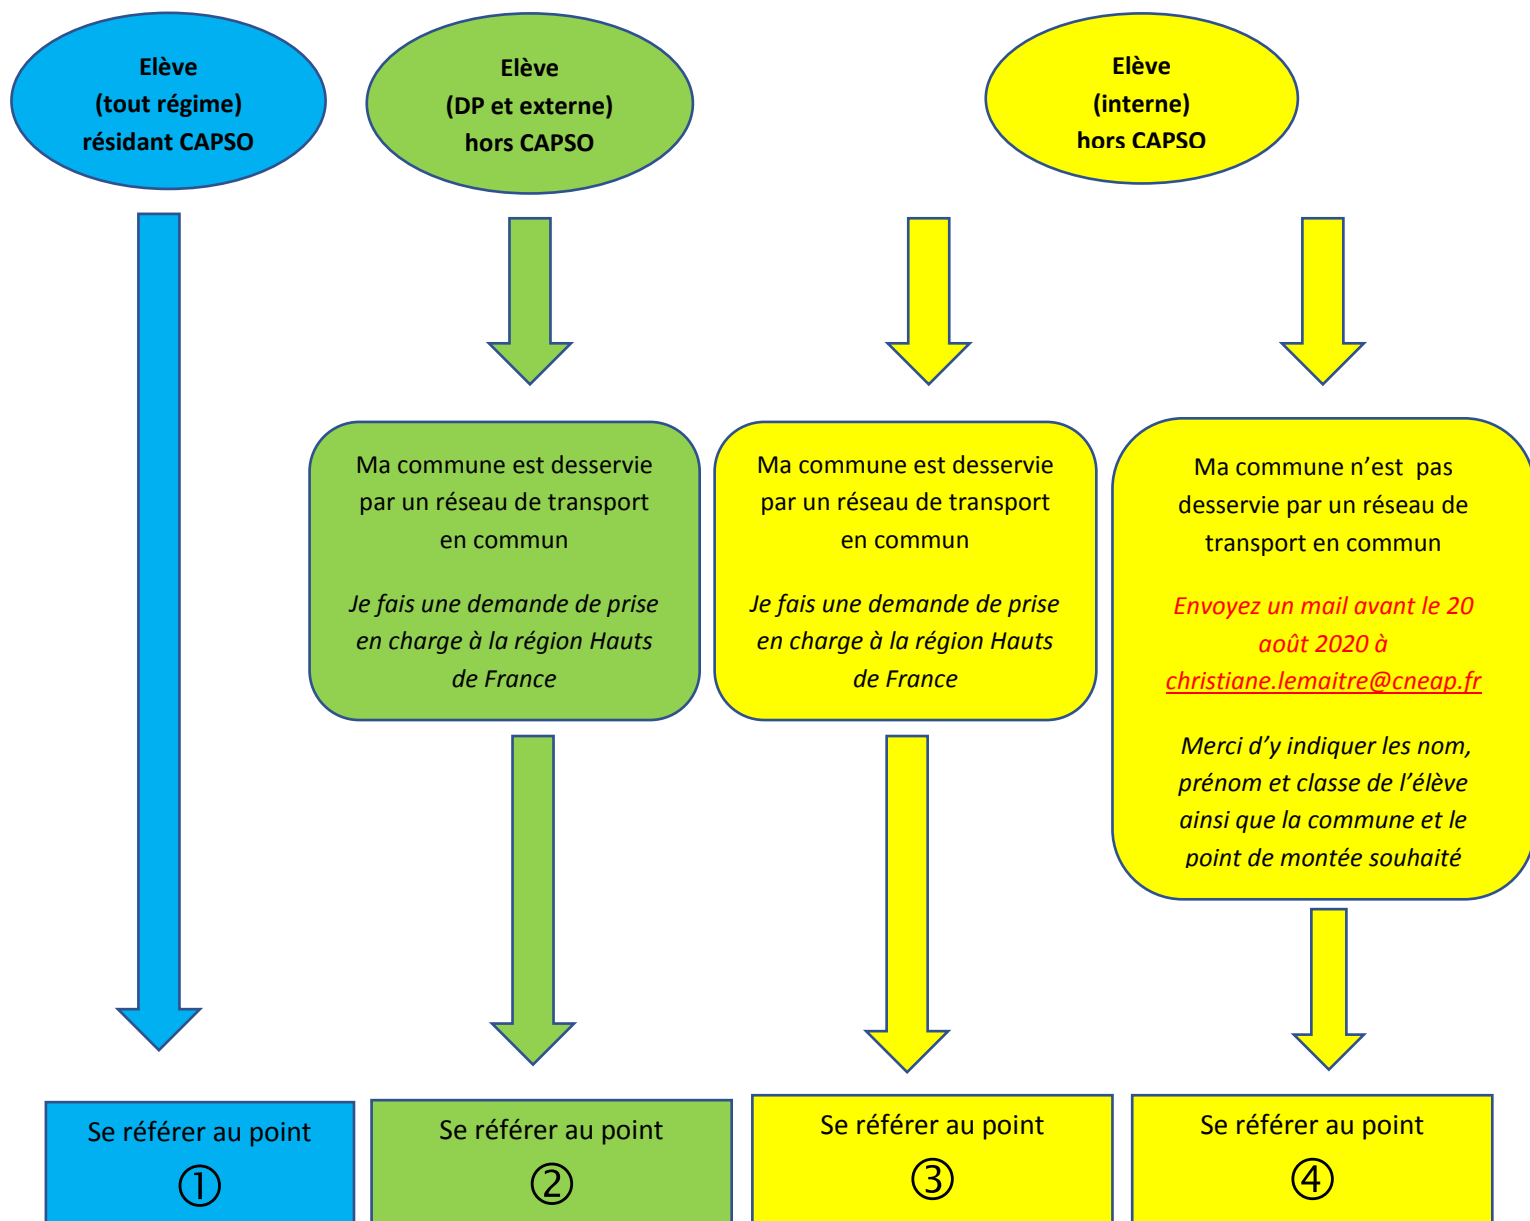 Elève
(tout régime)
résidant CAPSO
Elève
(DP et externe)
hors CAPSO
Elève
(interne)
hors CAPSO
Ma commune est desservie
par un réseau de transport
en commun
Je fais une demande de prise
en charge à la région Hauts
de France
Ma commune est desservie
par un réseau de transport
en commun
Je fais une demande de prise
en charge à la région Hauts
de France
Ma commune n’est  pas
desservie par un réseau de
transport en commun
Envoyez un mail avant le 20
août 2020 à
christiane.lemaitre@cneap.fr
Merci d’y indiquer les nom,
prénom et classe de l’élève
ainsi que la commune et le
point de montée souhaité
Se référer au point
①
Se référer au point
②
Se référer au point
③
Se référer au point
④